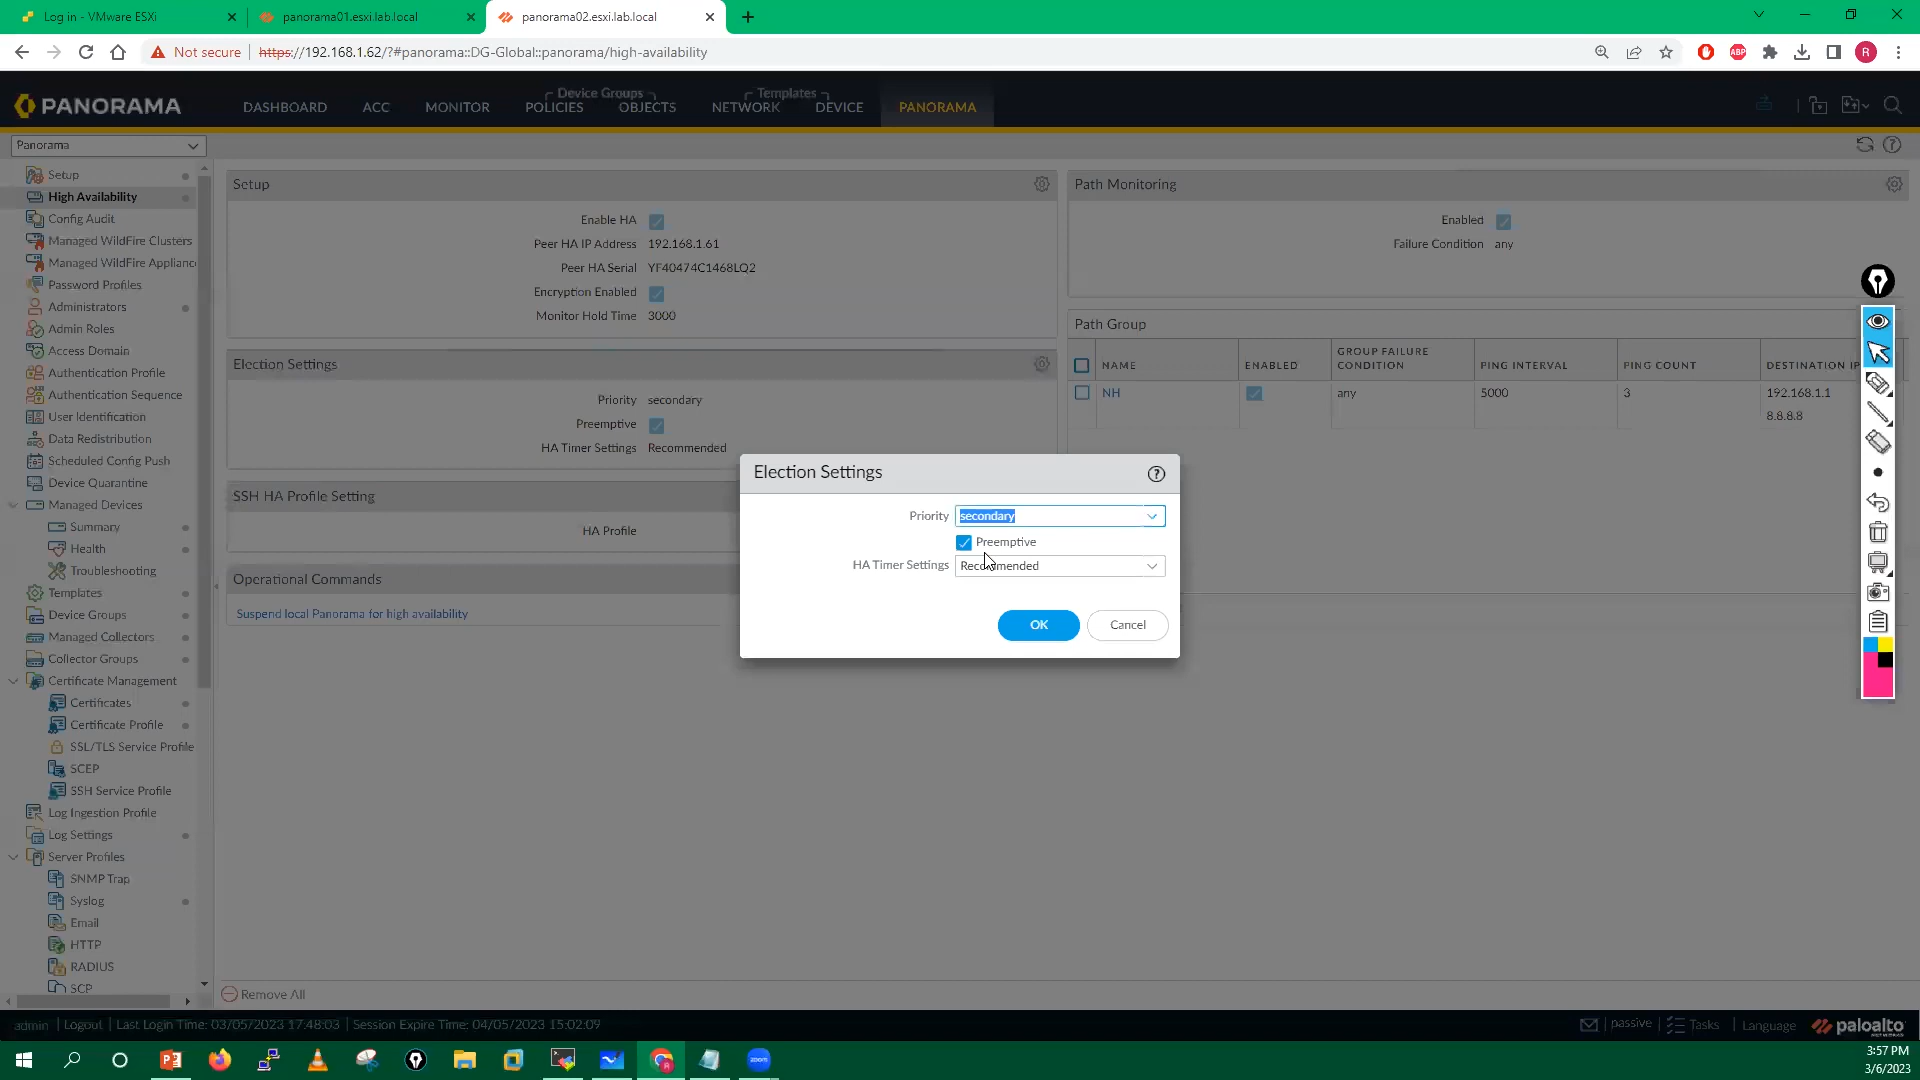 Log in - VMware ESXi
panorama01.esxi.lab.local
panorama02.esxi.lab.local
Not secure
https://192.168.1.62/?#panorama::DG-Global::panorama/high-availability
ABP
R
PANORAMA
DASHBOARD
ACC
MONITOR
Device Groups
POLICIES
OBJECTS
Templates
NETWORK
DEVICE
PANORAMA
Panorama
Setup
High Availability
Config Audit
Managed WildFire Clusters
Managed WildFire Applianc
Password Profiles
Administrators
Admin Roles
Access Domain
Authentication Profile
Authentication Sequence
User Identification
Data Redistribution
Scheduled Config Push
Device Quarantine
Managed Devices
Summary
Health
Troubleshooting
Templates
Device Groups
Managed Collectors
Collector Groups
Certificate Management
Certificates
Certificate Profile
SSL/TLS Service Profile
SCEP
SSH Service Profile
Log Ingestion Profile
Log Settings
Server Profiles
SNMP Trap
Syslog
Email
HTTP
RADIUS
SCP
Setup
Enable HA
Peer HA IP Address 192.168.1.61
Peer HA Serial YF40474C1468LQ2
Encryption Enabled
Monitor Hold Time 3000
Election Settings
Priority secondary
Preemptive
HA Timer Settings Recommended
SSH HA Profile Setting
HA Profile
Operational Commands
Suspend local Panorama for high availability
Path Monitoring
Enabled
Failure Condition any
Path Group
NAME ENABLED GROUP FAILURE CONDITION PING INTERVAL PING COUNT DESTINATION IP
NH any 5000 3 192.168.1.1
8.8.8.8
Election Settings
Priority secondary
Preemptive
HA Timer Settings Recommended
OK Cancel
Remove All
admin | Logout | Last Login Time: 03/05/2023 17:48:03 | Session Expire Time: 04/05/2023 15:02:09
passive
Tasks
Language
paloalto
NETWORKS
zoom
3:57 PM
3/6/2023